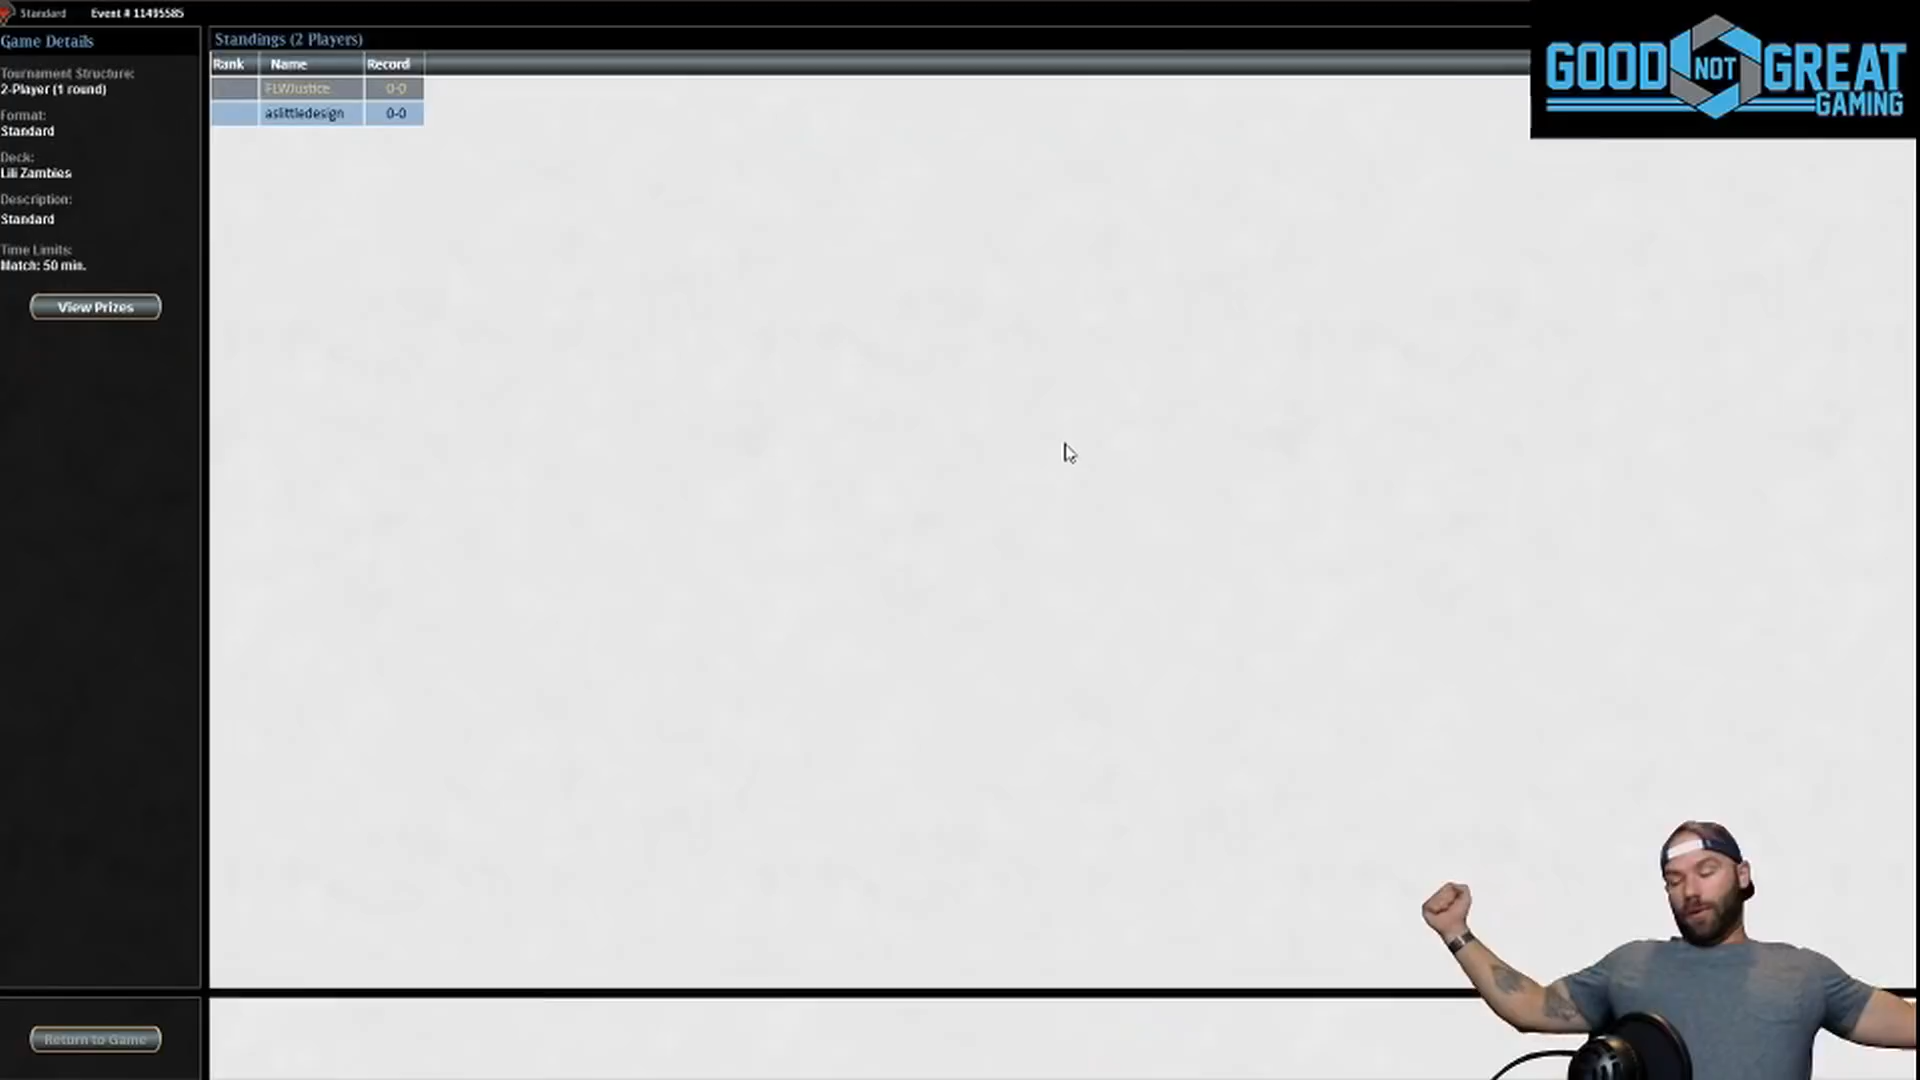 Standard Event # 11495585
Game Details
Tournament Structure:
2-Player (1 round)
Format:
Standard
Deck:
Lili Zambies
Description:
Standard
Time Limits:
Match: 50 min.
View Prizes
Return to Game
Standings (2 Players)
Rank Name Record
FLWJustice 0-0
aslittledesign 0-0
GOOD NOT GREAT
GAMING